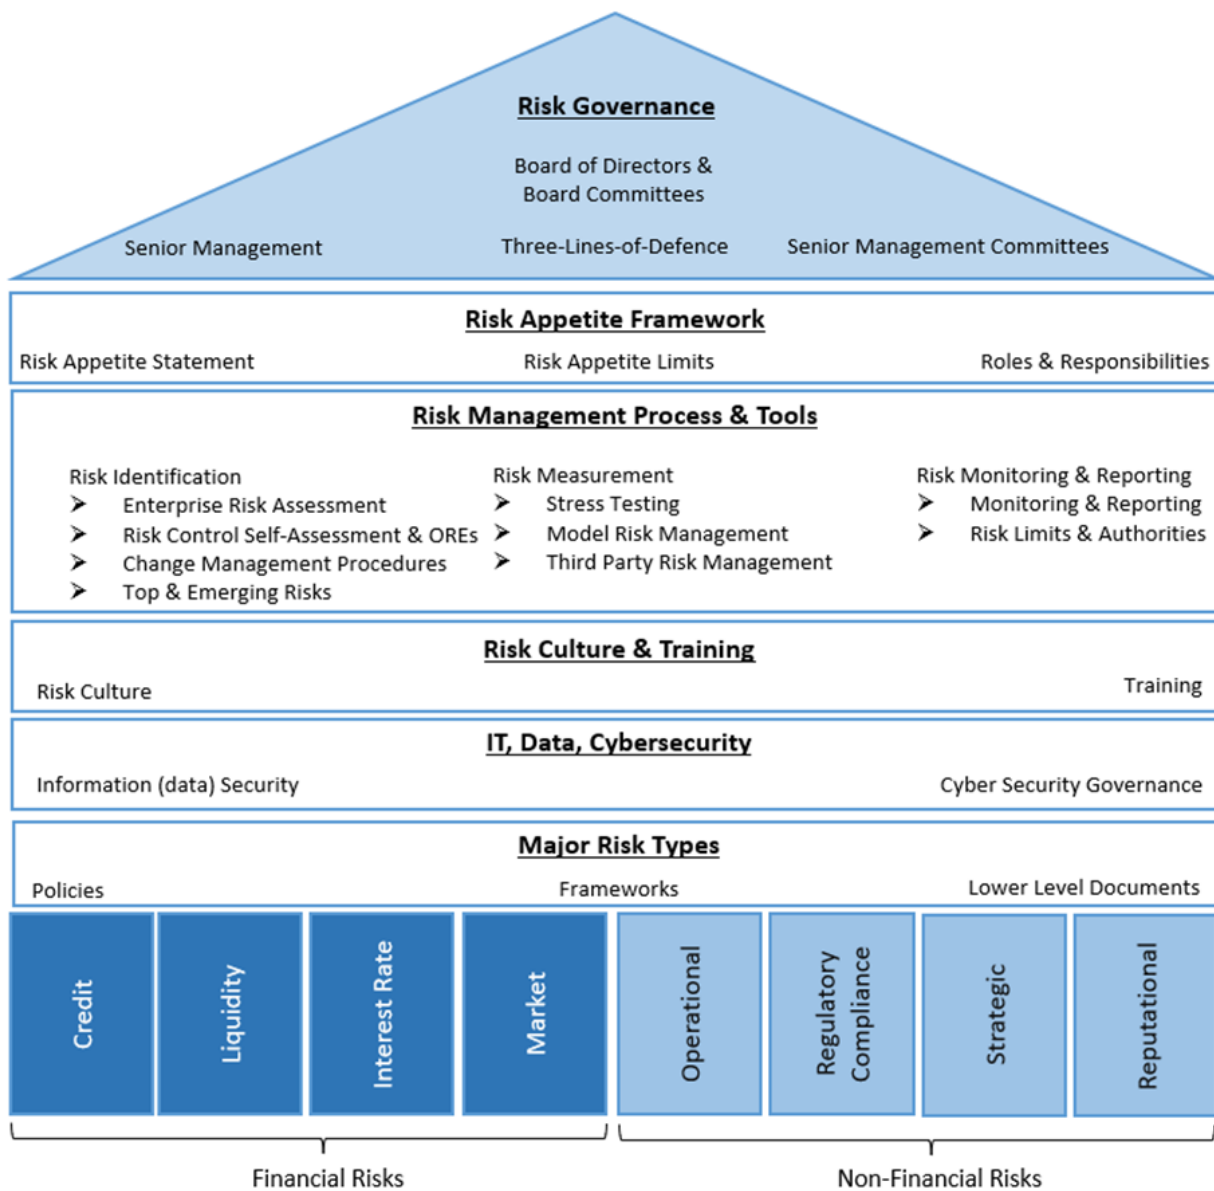 Risk Governance
Board of Directors &
Board Committees
Senior Management
Three-Lines-of-Defence
Senior Management Committees
Risk Appetite Framework
Risk Appetite Statement
Risk Appetite Limits
Roles & Responsibilities
Risk Management Process & Tools
Risk Identification
➢ Enterprise Risk Assessment
➢ Risk Control Self-Assessment & OREs
➢ Change Management Procedures
➢ Top & Emerging Risks
Risk Measurement
➢ Stress Testing
➢ Model Risk Management
➢ Third Party Risk Management
Risk Monitoring & Reporting
➢ Monitoring & Reporting
➢ Risk Limits & Authorities
Risk Culture & Training
Risk Culture
Training
IT, Data, Cybersecurity
Information (data) Security
Cyber Security Governance
Major Risk Types
Policies
Frameworks
Lower Level Documents
Credit
Liquidity
Interest Rate
Market
Operational
Regulatory
Compliance
Strategic
Reputational
Financial Risks
Non-Financial Risks